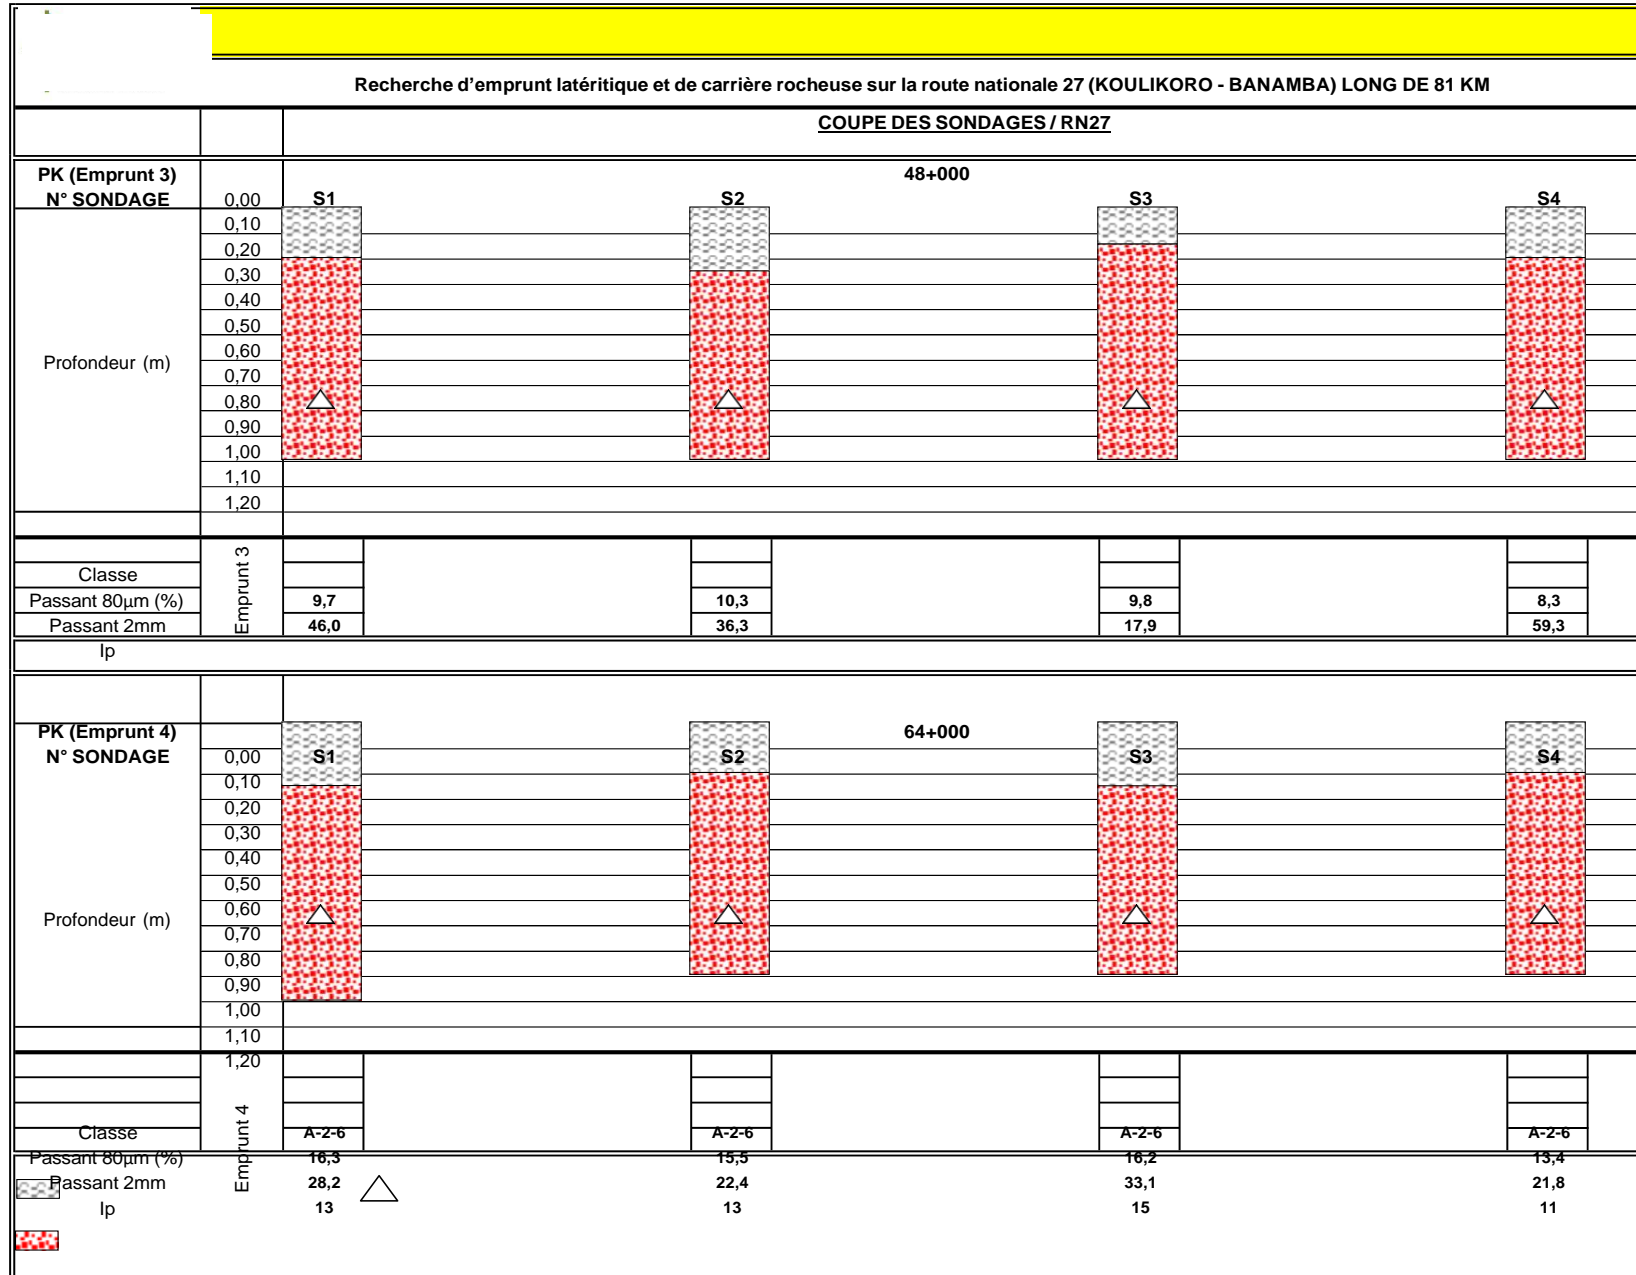 Recherche d'emprunt latéritique et de carrière rocheuse sur la route nationale 27 (KOULIKORO - BANAMBA) LONG DE 81 KM
COUPE DES SONDAGES / RN27
PK (Emprunt 3) 48+000
N° SONDAGE 0,00 S1 S2 S3 S4
0,10
0,20
0,30
0,40
0,50
0,60
Profondeur (m)
0,70
0,80
0,90
1,00
1,10
1,20
Emprunt 3
Classe
Passant 80µm (%) 9,7 10,3 9,8 8,3
Passant 2mm 46,0 36,3 17,9 59,3
Ip
PK (Emprunt 4) 64+000
N° SONDAGE 0,00 S1 S2 S3 S4
0,10
0,20
0,30
0,40
0,50
0,60
Profondeur (m)
0,70
0,80
0,90
1,00
1,10
1,20
Emprunt 4
Classe A-2-6 A-2-6 A-2-6 A-2-6
Passant 80µm (%) 16,3 15,5 16,2 13,4
Passant 2mm 28,2 22,4 33,1 21,8
Ip 13 13 15 11